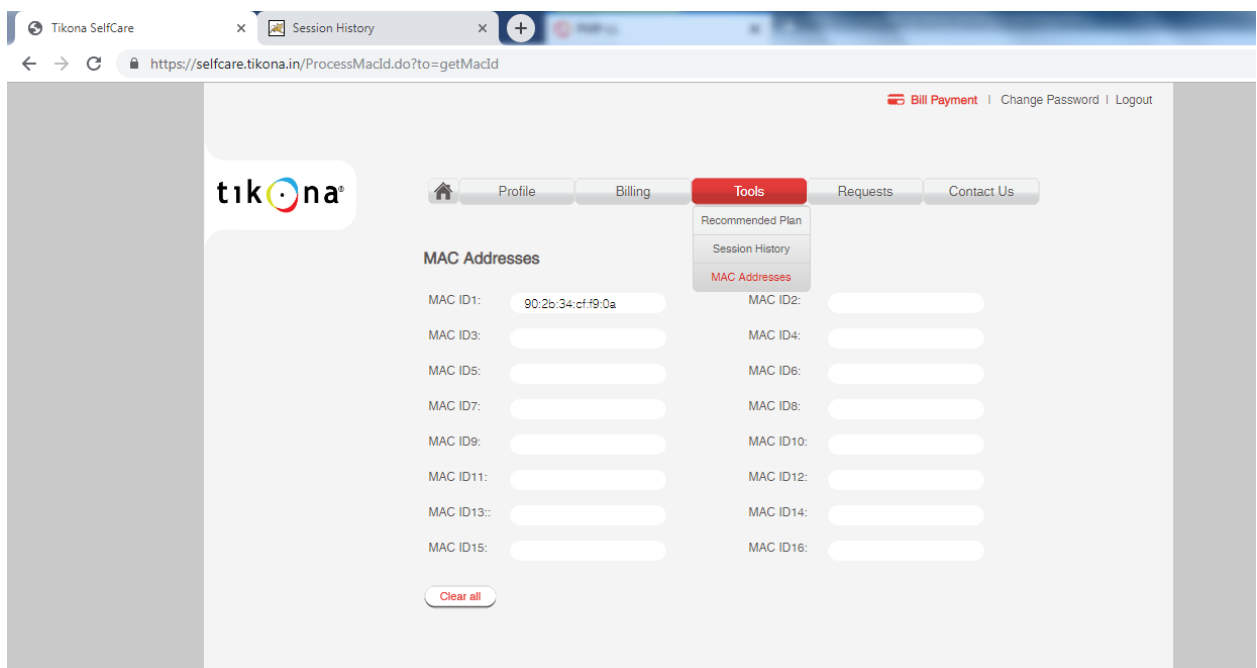 Tikona SelfCare
Session History
https://selfcare.tikona.in/ProcessMacId.do?to=getMacId
Bill Payment | Change Password | Logout
tikona®
Profile Billing Tools Requests Contact Us
Recommended Plan
Session History
MAC Addresses
MAC Addresses
MAC ID1: 90:2b:34:cf:f9:0a MAC ID2:
MAC ID3: MAC ID4:
MAC ID5: MAC ID6:
MAC ID7: MAC ID8:
MAC ID9: MAC ID10:
MAC ID11: MAC ID12:
MAC ID13:: MAC ID14:
MAC ID15: MAC ID16:
Clear all